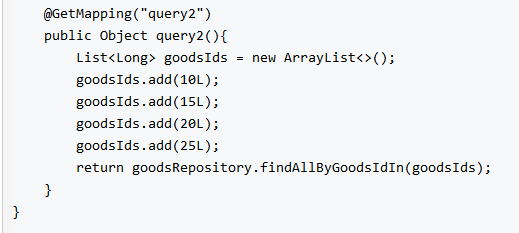 @GetMapping("query2")
public Object query2(){
List<Long> goodsIds = new ArrayList<>();
goodsIds.add(10L);
goodsIds.add(15L);
goodsIds.add(20L);
goodsIds.add(25L);
return goodsRepository.findAllByGoodsIdIn(goodsIds);
}
}